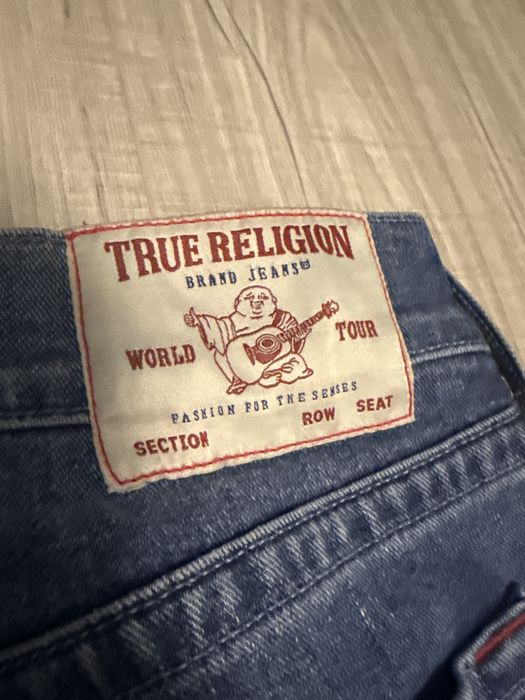 TRUE RELIGION
BRAND JEANS®
WORLD TOUR
FASHION FOR THE SENSES
SECTION ROW SEAT